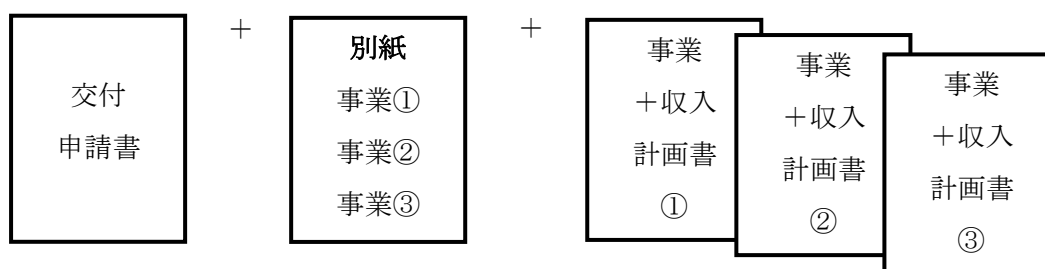 交付
申請書
＋
別紙
事業①
事業②
事業③
＋
事業
＋収入
計画書
①
事業
＋収入
計画書
②
事業
＋収入
計画書
③